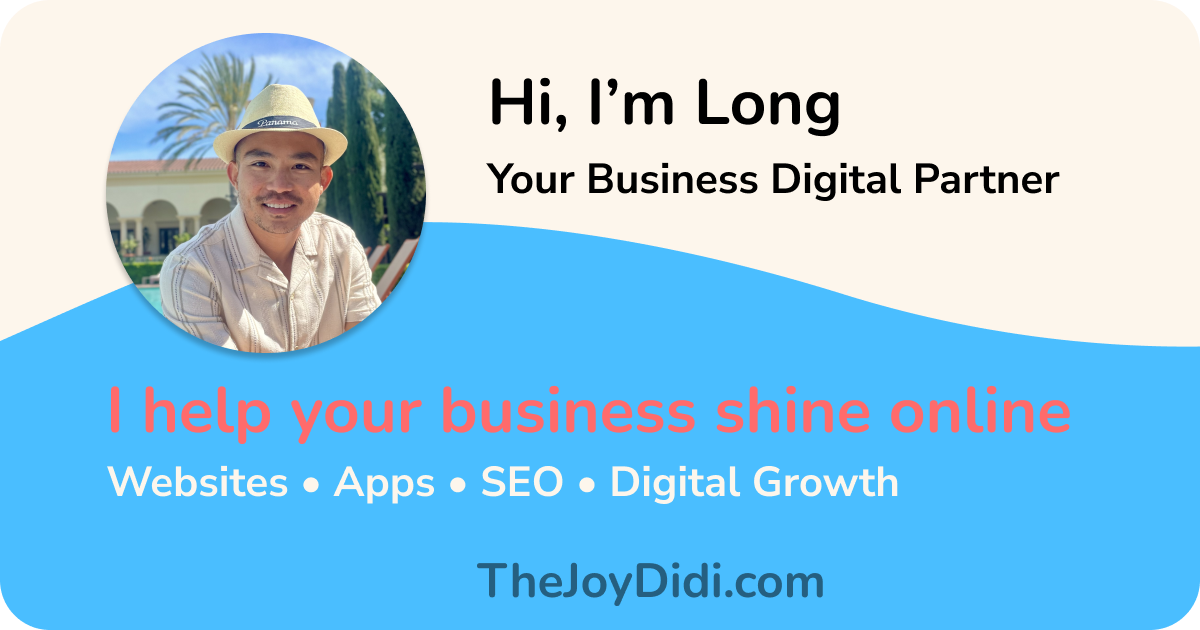 Panama
Hi, I’m Long
Your Business Digital Partner
I help your business shine online
Websites • Apps • SEO • Digital Growth
TheJoyDidi.com